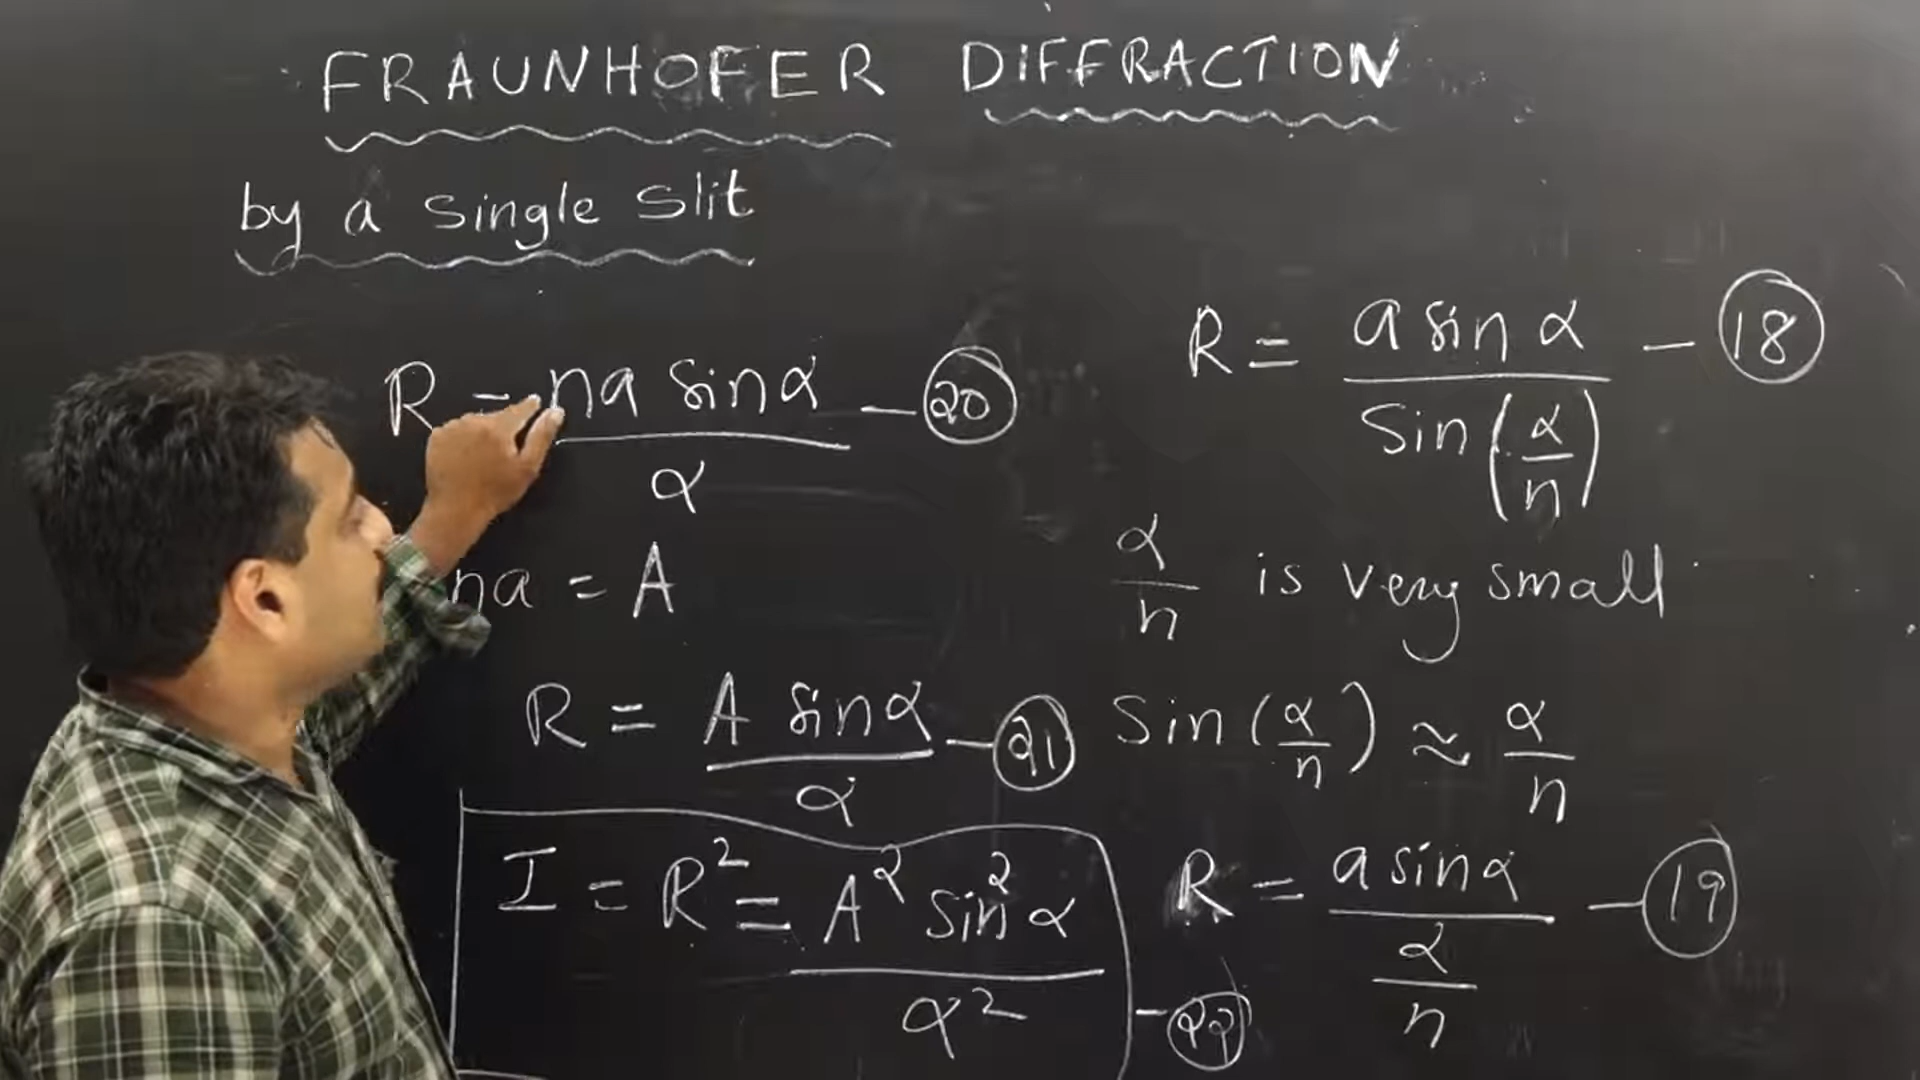 FRAUNHOFER DIFFRACTION
by a single slit
R = na sinα / α — 20
na = A
R = A sinα / α — 21
I = R² = A² sin²α / α² — 22
R = a sin α / Sin(α/n) — 18
α/n is very small
Sin(α/n) ≈ α/n
R = a sinα / α/n — 19